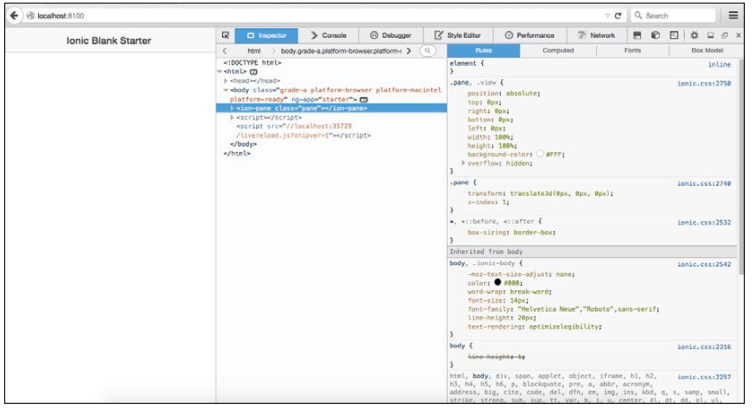 localhost:8100
Search
Ionic Blank Starter
Inspector
Console
Debugger
Style Editor
Performance
Network
html
body.grade-a.platform-browser.platform-
Rules
Computed
Fonts
Box Model
<!DOCTYPE html>
<html>
<head></head>
<body class="grade-a platform-browser platform-macintel
platform-ready" ng-app="starter">
<ion-pane class="pane"></ion-pane>
<script></script>
<script src="//localhost:35729
/livereload.js?snipver=1"></script>
</body>
</html>
element {
inline
}
.pane, .view {
ionic.css:2750
position: absolute;
top: 0px;
right: 0px;
bottom: 0px;
left: 0px;
width: 100%;
height: 100%;
background-color: #FFF;
overflow: hidden;
}
.pane {
ionic.css:2740
transform: translate3d(0px, 0px, 0px);
z-index: 1;
}
*, *::before, *::after {
ionic.css:2532
box-sizing: border-box;
}
Inherited from body
body, .ionic-body {
ionic.css:2542
-moz-text-size-adjust: none;
color: #000;
word-wrap: break-word;
font-size: 14px;
font-family: "Helvetica Neue","Roboto",sans-serif;
line-height: 20px;
text-rendering: optimizelegibility;
}
body {
ionic.css:2316
line-height: 1;
}
html, body, div, span, applet, object, iframe, h1, h2,
ionic.css:2257
h3, h4, h5, h6, p, blockquote, pre, a, abbr, acronym,
address, big, cite, code, del, dfn, em, img, ins, kbd, q, s, samp, small,
strike, strong, sub, sup, tt, var, b, i, u, center, dl, dt, dd, ol, ul,